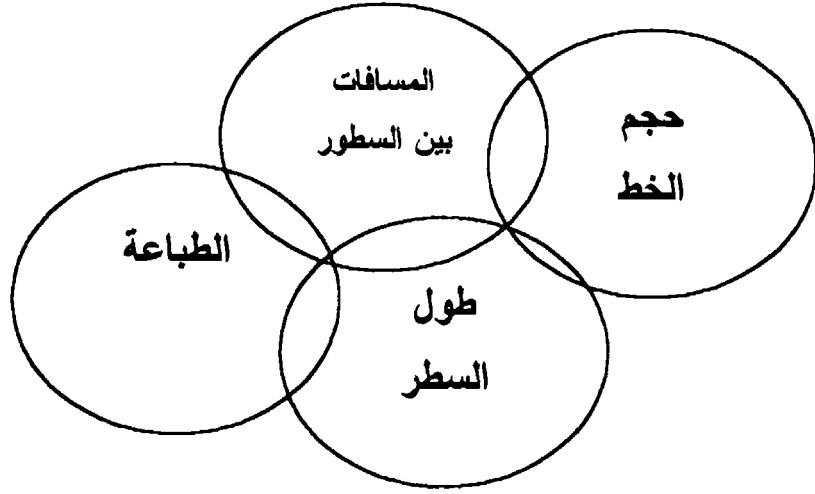 المسافات
بين السطور
حجم
الخط
الطباعة
طول
السطر